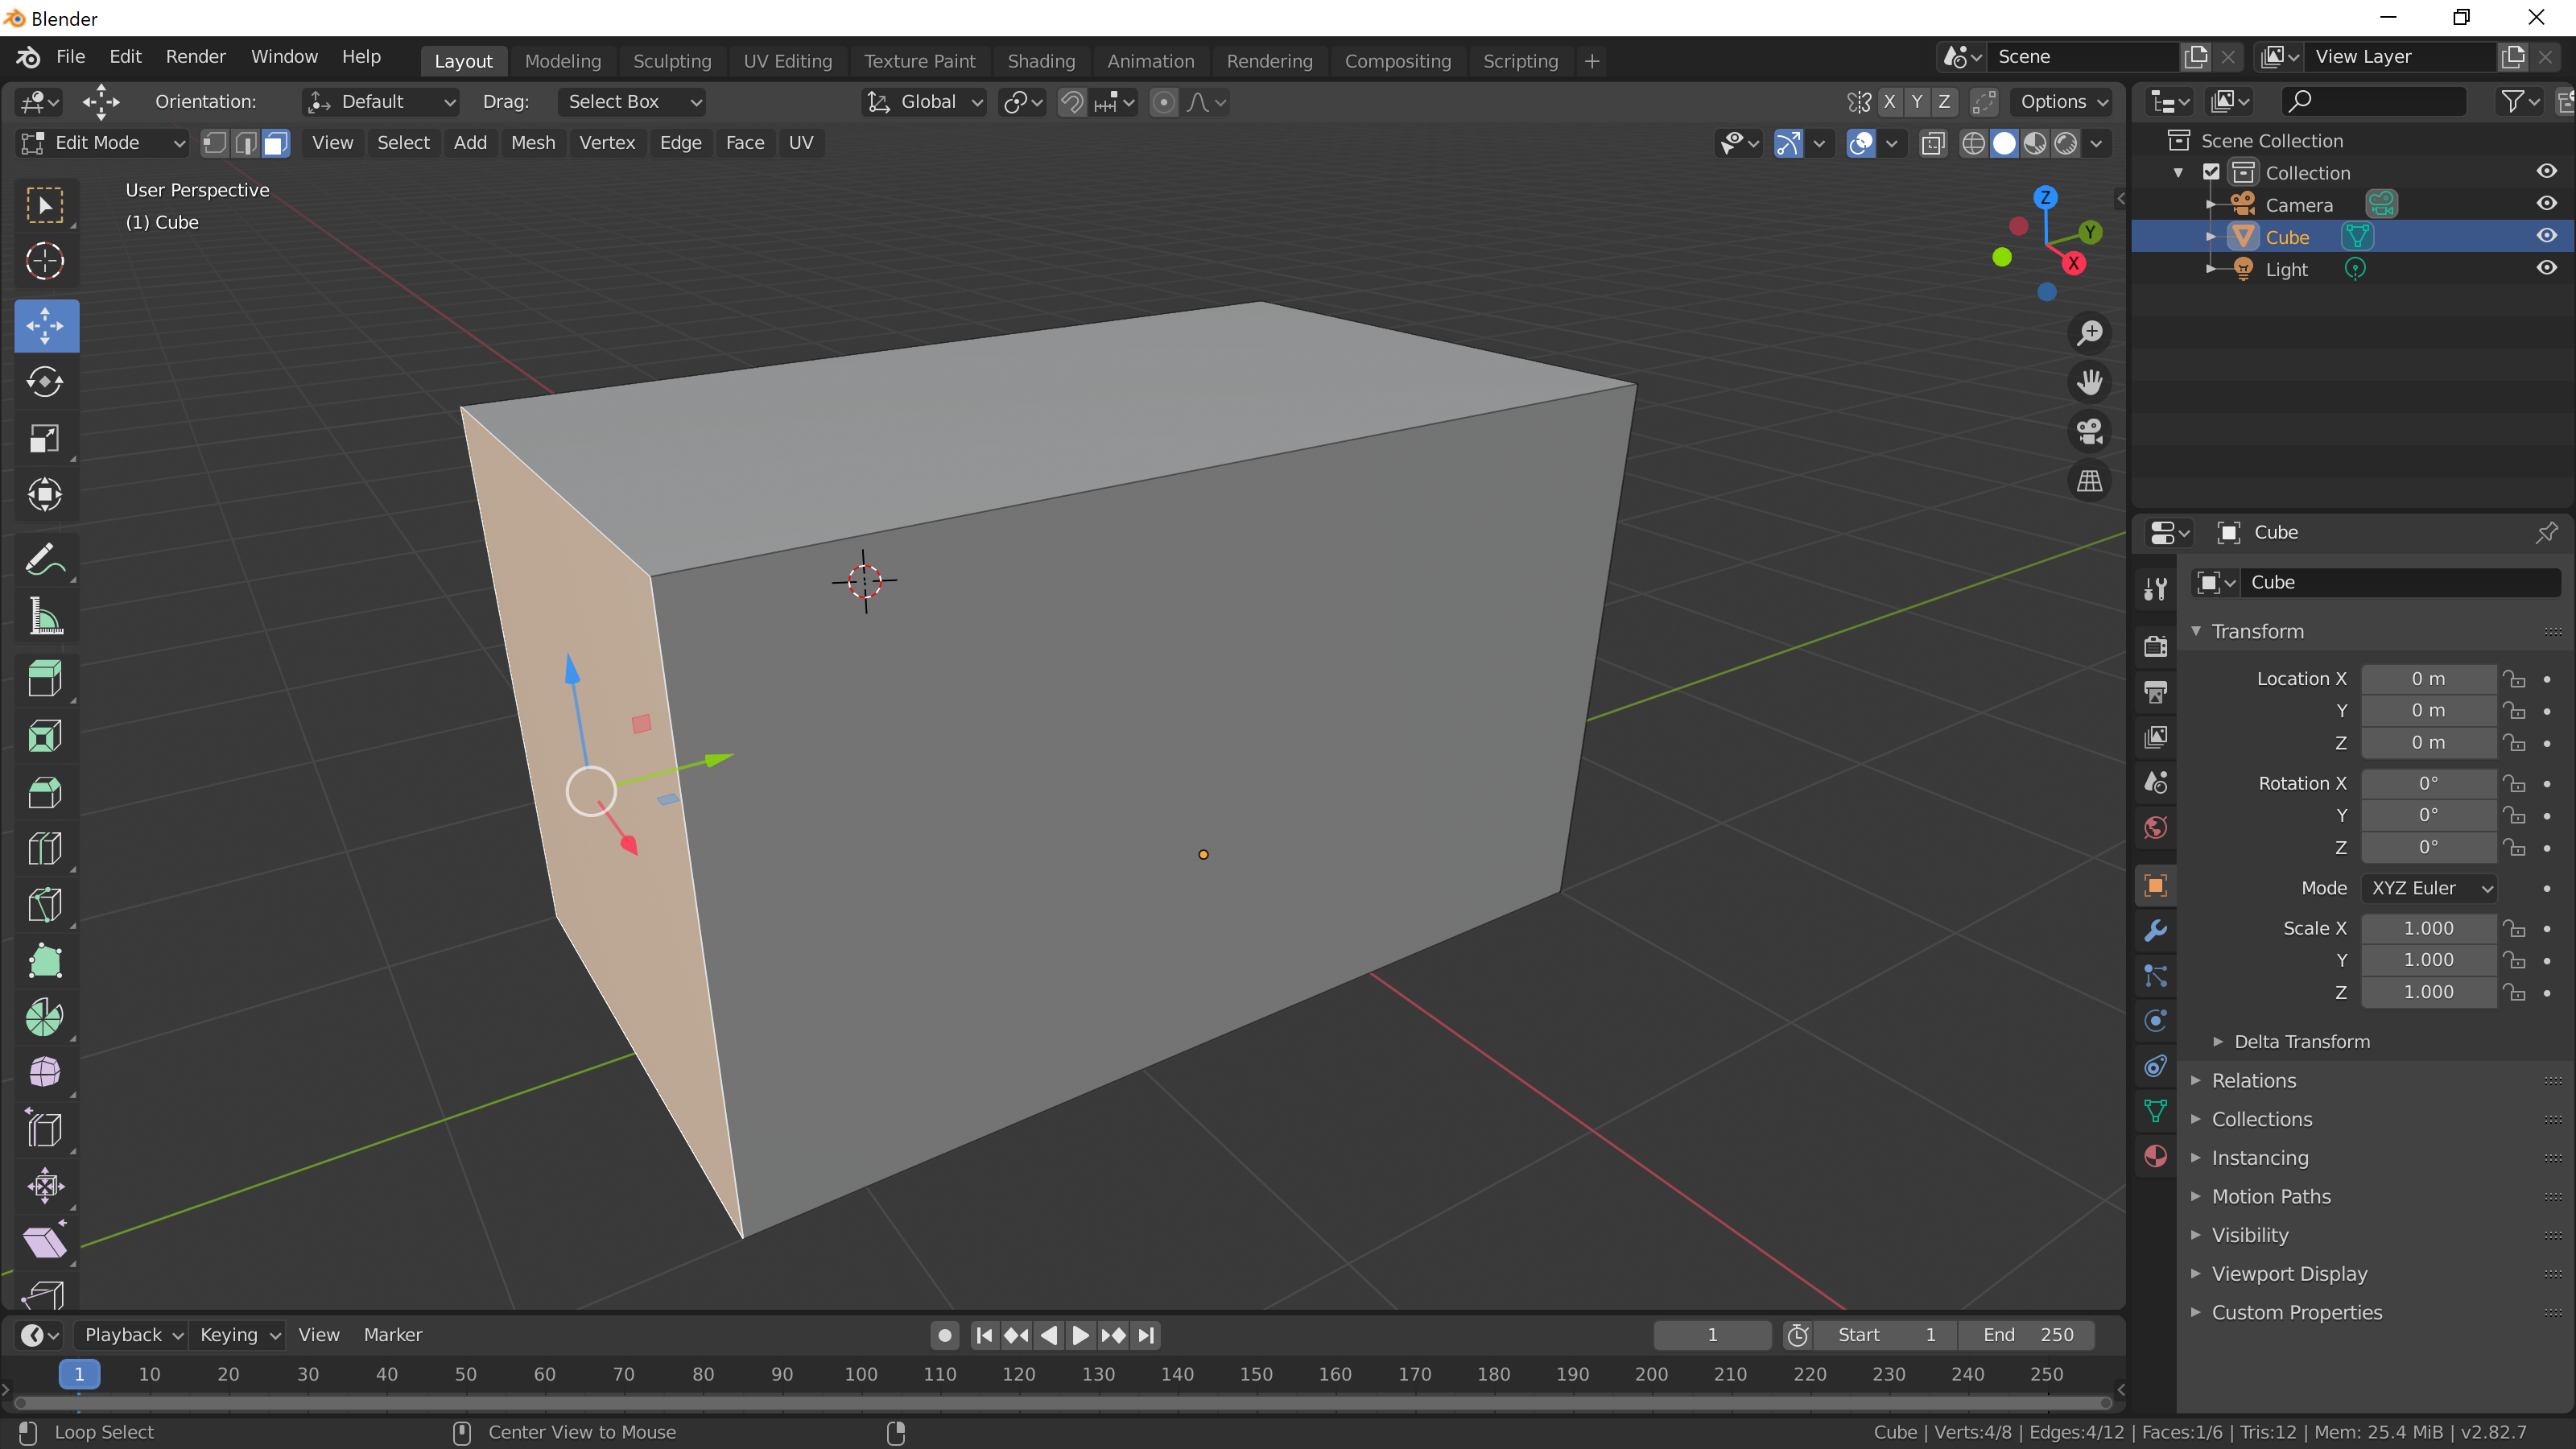 Blender
File Edit Render Window Help Layout Modeling Sculpting UV Editing Texture Paint Shading Animation Rendering Compositing Scripting + Scene View Layer
Orientation: Default Drag: Select Box Global X Y Z Options
Edit Mode View Select Add Mesh Vertex Edge Face UV
User Perspective
(1) Cube
Z
Y
X
Scene Collection
Collection
Camera
Cube
Light
Cube
Cube
Transform
Location X 0 m
Y 0 m
Z 0 m
Rotation X 0°
Y 0°
Z 0°
Mode XYZ Euler
Scale X 1.000
Y 1.000
Z 1.000
Delta Transform
Relations
Collections
Instancing
Motion Paths
Visibility
Viewport Display
Custom Properties
Playback Keying View Marker 1 Start 1 End 250
1 10 20 30 40 50 60 70 80 90 100 110 120 130 140 150 160 170 180 190 200 210 220 230 240 250
Loop Select Center View to Mouse Cube | Verts:4/8 | Edges:4/12 | Faces:1/6 | Tris:12 | Mem: 25.4 MiB | v2.82.7